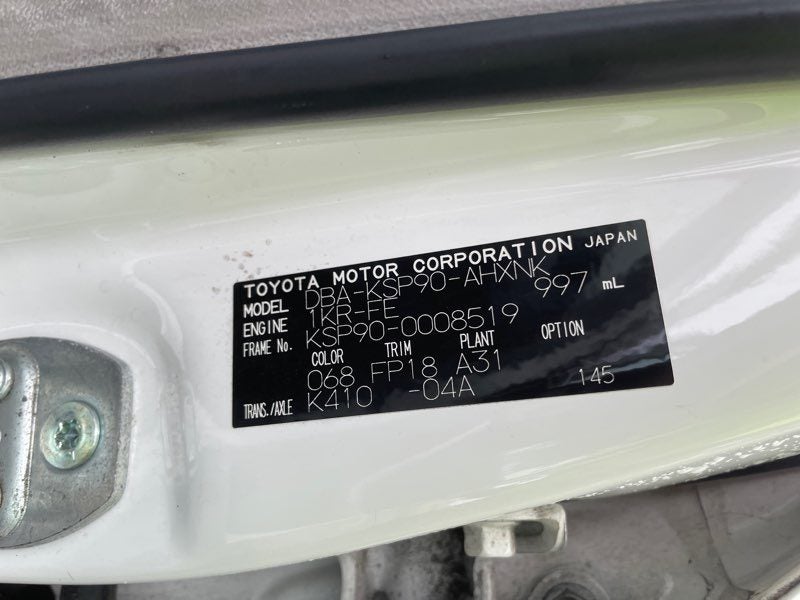 TOYOTA MOTOR CORPORATION JAPAN
MODEL DBA-KSP90-AHXNK
ENGINE 1KR-FE 997 mL
FRAME No. KSP90-0008519
COLOR TRIM PLANT OPTION
068 FP18 A31
TRANS./AXLE K410 -04A 145